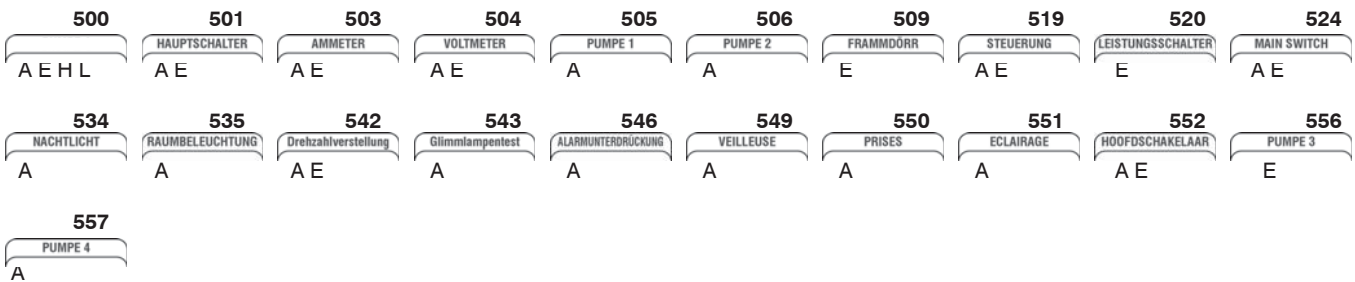 500 501 503 504 505 506 509 519 520 524
HAUPTSCHALTER AMMETER VOLTMETER PUMPE 1 PUMPE 2 FRAMMDÖRR STEUERUNG LEISTUNGSSCHALTER MAIN SWITCH
A E H L A E A E A E A A E A E E A E
534 535 542 543 546 549 550 551 552 556
NACHTLICHT RAUMBELEUCHTUNG Drehzahlverstellung Glimmlampentest ALARMUNTERDRÜCKUNG VEILLEUSE PRISES ECLAIRAGE HOOFDSCHAKELAAR PUMPE 3
A A A E A A A A A A E E
557
PUMPE 4
A